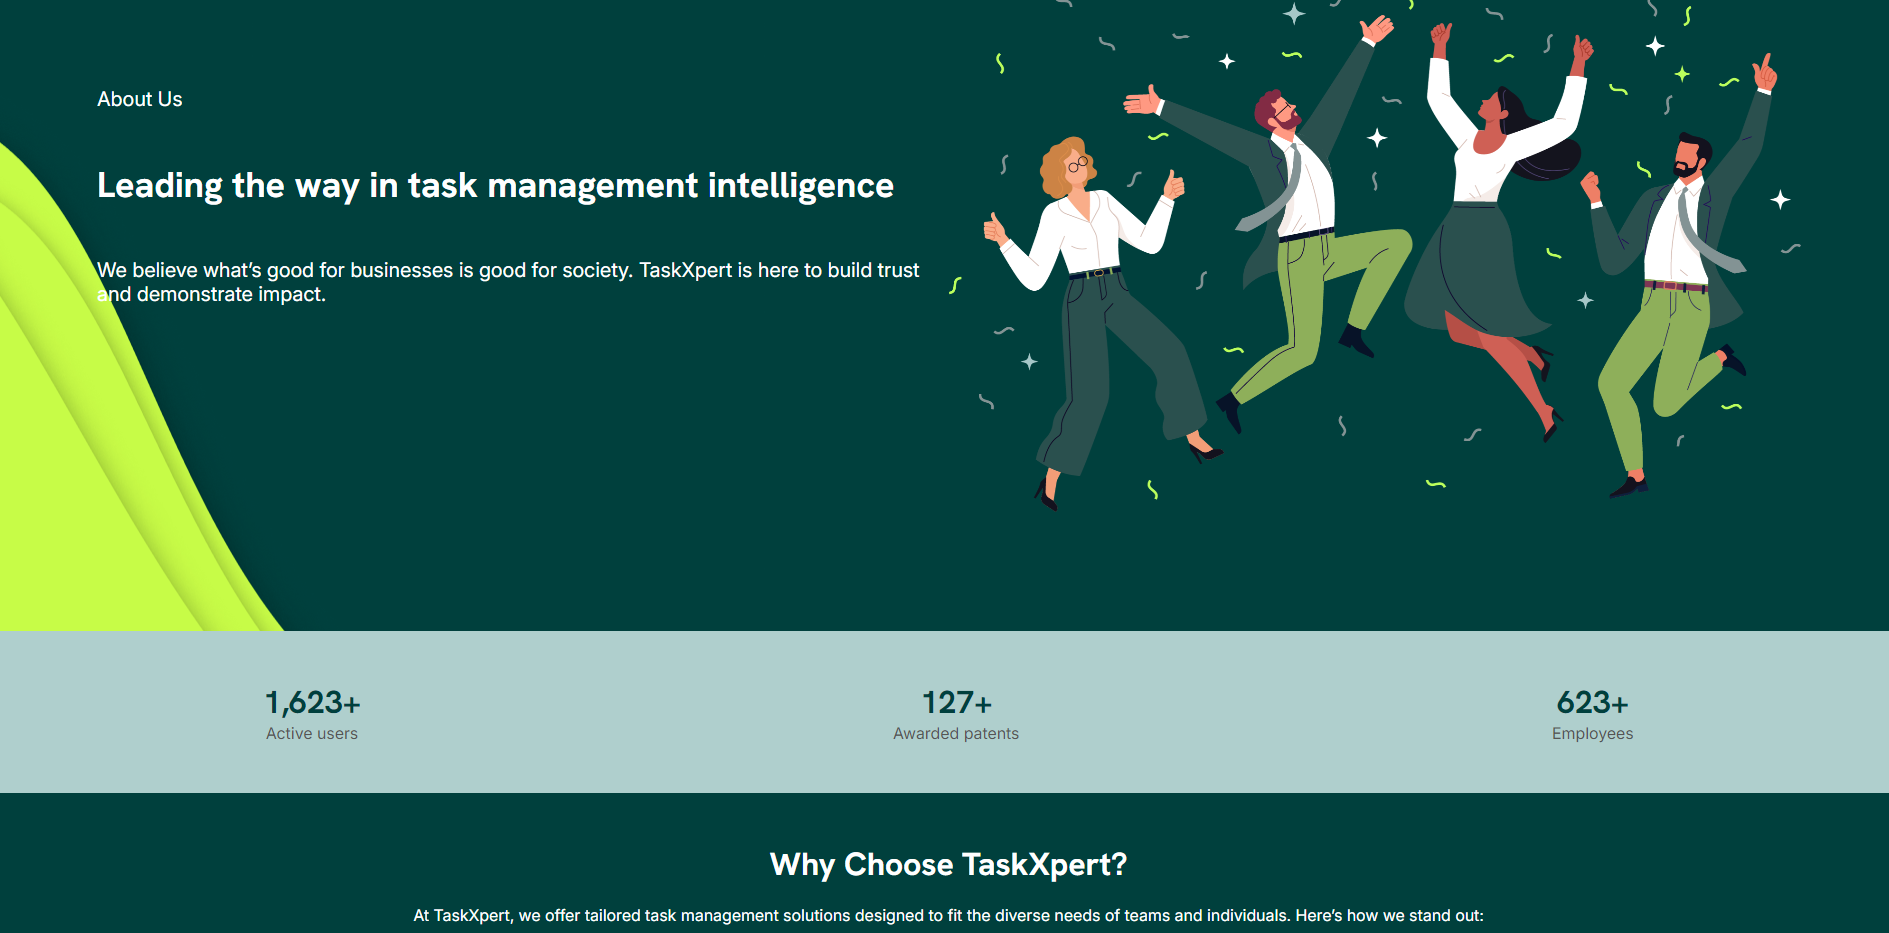 About Us
Leading the way in task management intelligence
We believe what’s good for businesses is good for society. TaskXpert is here to build trust
and demonstrate impact.
1,623+
Active users
127+
Awarded patents
623+
Employees
Why Choose TaskXpert?
At TaskXpert, we offer tailored task management solutions designed to fit the diverse needs of teams and individuals. Here’s how we stand out: